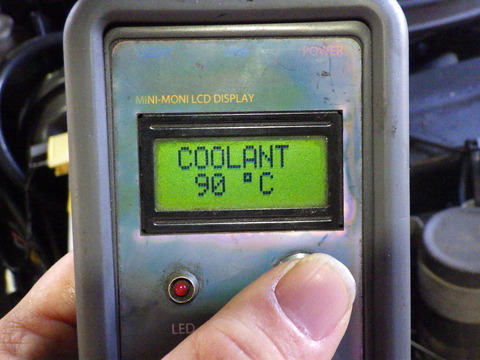 POWER
MINI-MONI LCD DISPLAY
COOLANT
90 °C
LED